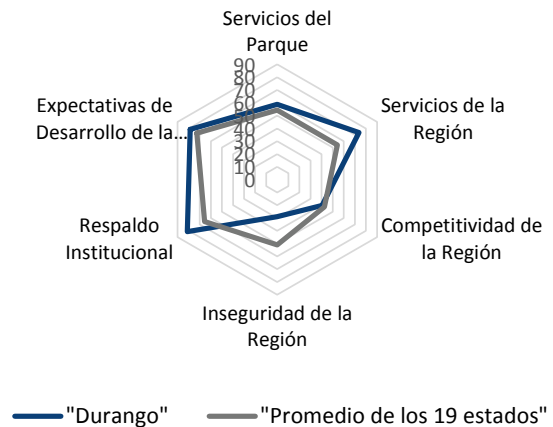 Servicios del
Parque
90
80
70
60
50
40
30
20
10
0
Expectativas de
Desarrollo de la...
Servicios de la
Región
Respaldo
Institucional
Competitividad de
la Región
Inseguridad de la
Región
"Durango"
"Promedio de los 19 estados"